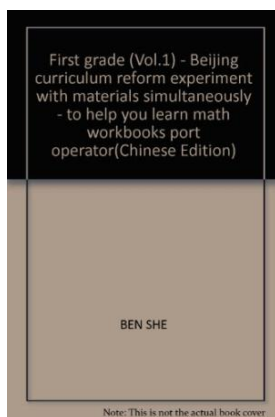 First grade (Vol.1) - Beijing
curriculum reform experiment
with materials simultaneously
- to help you learn math
workbooks port
operator(Chinese Edition)
BEN SHE
Note: This is not the actual book cover